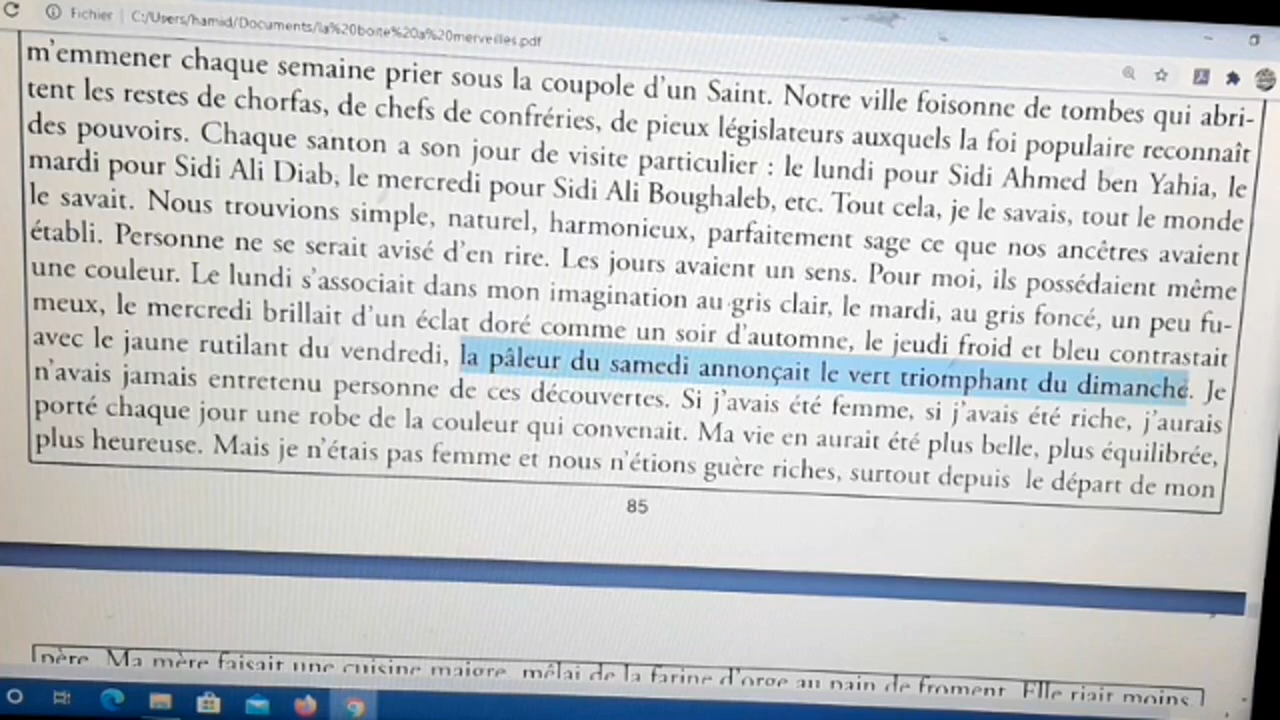 Fichier | C:/Users/hamid/Documents/la%20boite%20a%20merveilles.pdf
m'emmener chaque semaine prier sous la coupole d'un Saint. Notre ville foisonne de tombes qui abri-
tent les restes de chorfas, de chefs de confréries, de pieux législateurs auxquels la foi populaire reconnaît
des pouvoirs. Chaque santon a son jour de visite particulier : le lundi pour Sidi Ahmed ben Yahia, le
mardi pour Sidi Ali Diab, le mercredi pour Sidi Ali Boughaleb, etc. Tout cela, je le savais, tout le monde
le savait. Nous trouvions simple, naturel, harmonieux, parfaitement sage ce que nos ancêtres avaient
établi. Personne ne se serait avisé d'en rire. Les jours avaient un sens. Pour moi, ils possédaient même
une couleur. Le lundi s'associait dans mon imagination au gris clair, le mardi, au gris foncé, un peu fu-
meux, le mercredi brillait d'un éclat doré comme un soir d'automne, le jeudi froid et bleu contrastait
avec le jaune rutilant du vendredi, la pâleur du samedi annonçait le vert triomphant du dimanche. Je
n'avais jamais entretenu personne de ces découvertes. Si j'avais été femme, si j'avais été riche, j'aurais
porté chaque jour une robe de la couleur qui convenait. Ma vie en aurait été plus belle, plus équilibrée,
plus heureuse. Mais je n'étais pas femme et nous n'étions guère riches, surtout depuis le départ de mon
85
père. Ma mère faisait une cuisine maigre, mêlai de la farine d'orge au pain de froment. Elle riait moins